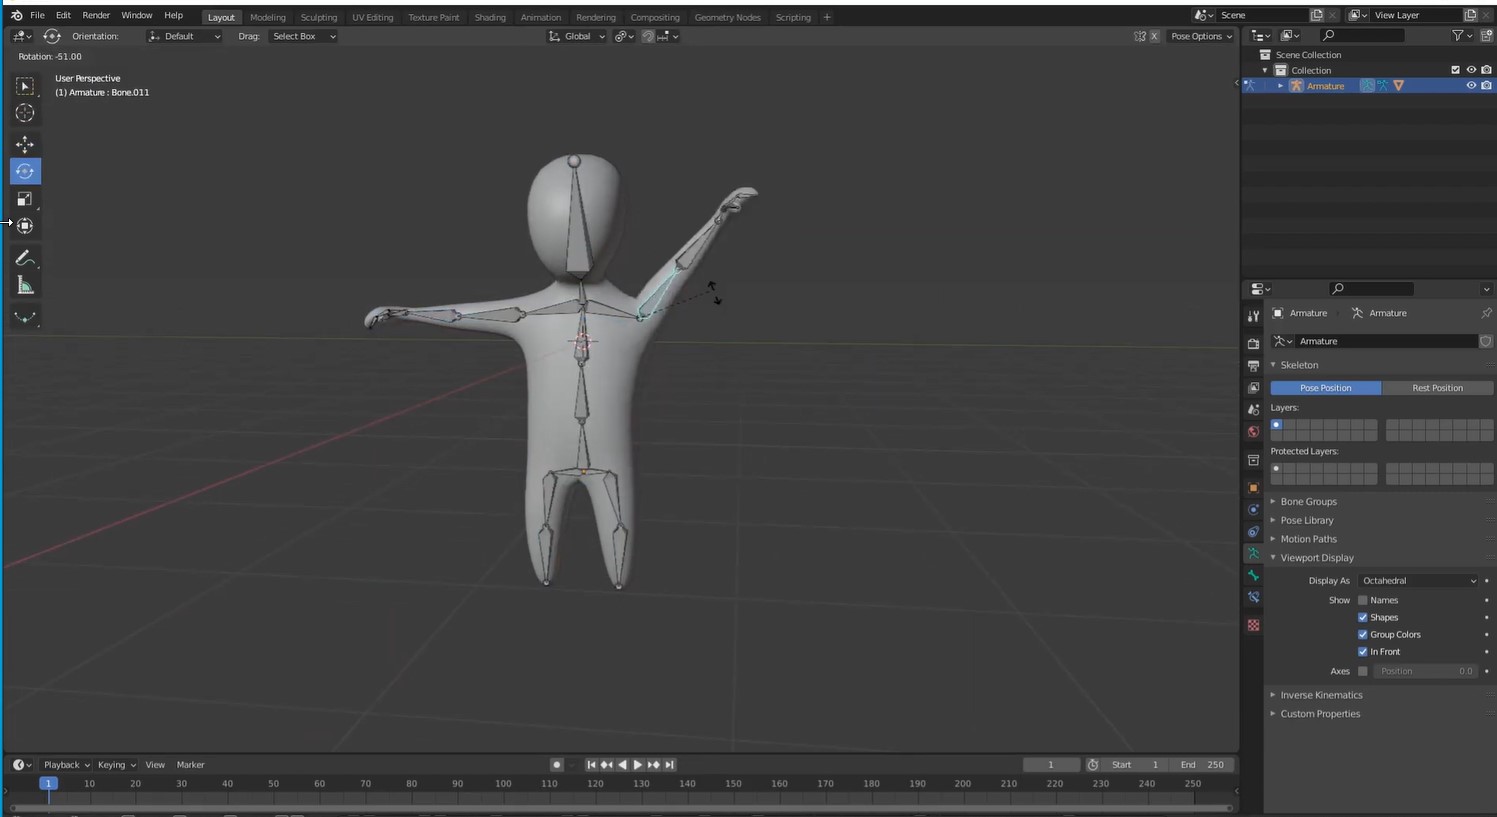 File Edit Render Window Help Layout Modeling Sculpting UV Editing Texture Paint Shading Animation Rendering Compositing Geometry Nodes Scripting + Scene View Layer
Orientation: Default Drag: Select Box Global X Pose Options
Rotation: -51.00
User Perspective
(1) Armature : Bone.011
Scene Collection
Collection
Armature
Armature Armature
Armature
Skeleton
Pose Position Rest Position
Layers:
Protected Layers:
Bone Groups
Pose Library
Motion Paths
Viewport Display
Display As Octahedral
Show Names
Shapes
Group Colors
In Front
Axes Position 0.0
Inverse Kinematics
Custom Properties
Playback Keying View Marker 1 Start 1 End 250
1 10 20 30 40 50 60 70 80 90 100 110 120 130 140 150 160 170 180 190 200 210 220 230 240 250